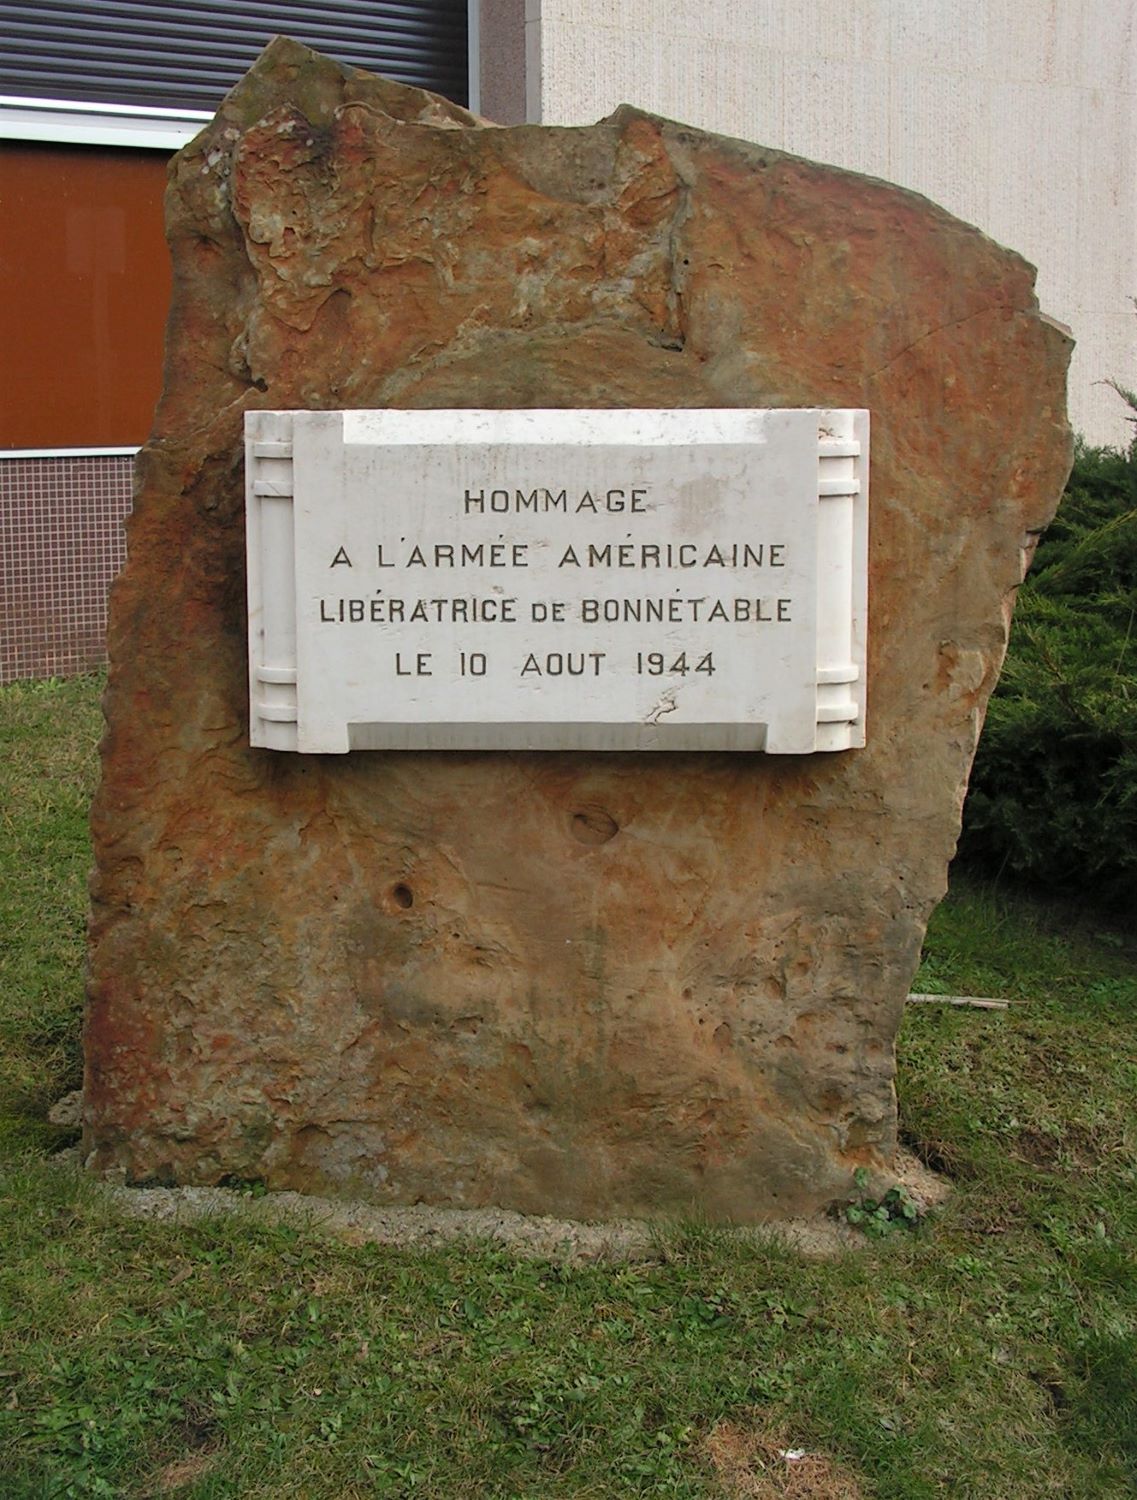 HOMMAGE
A L'ARMÉE AMÉRICAINE
LIBÉRATRICE DE BONNÉTABLE
LE 10 AOUT 1944